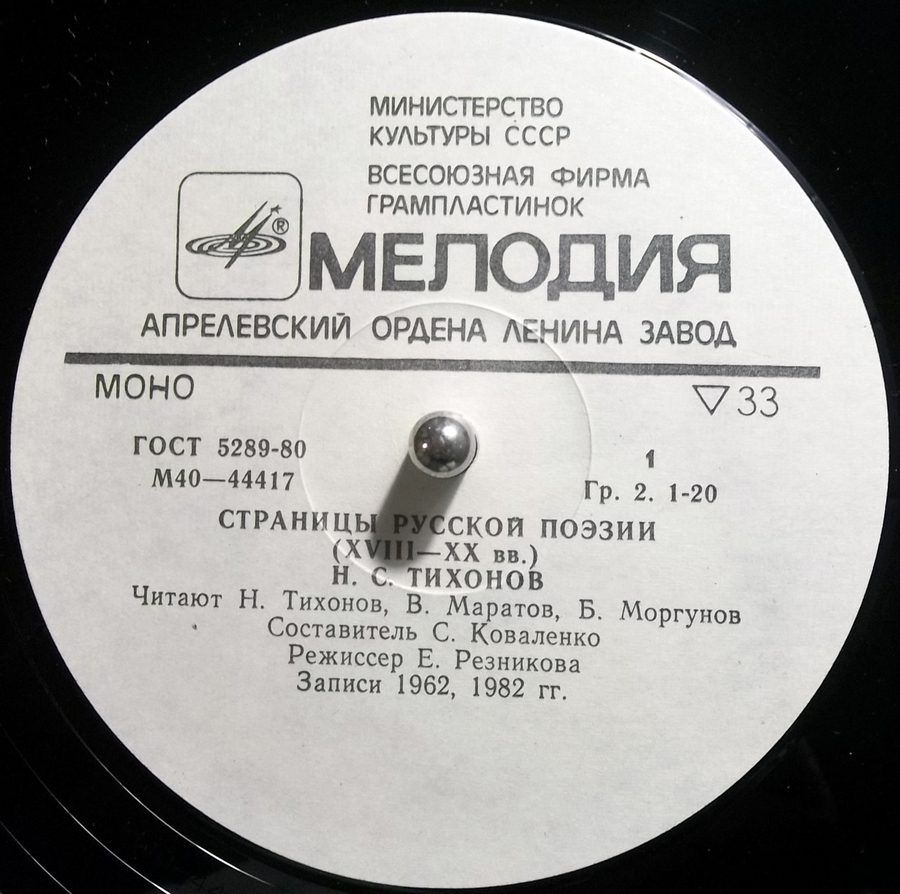 МИНИСТЕРСТВО
КУЛЬТУРЫ СССР
ВСЕСОЮЗНАЯ ФИРМА
ГРАМПЛАСТИНОК
®
МЕЛОДИЯ
АПРЕЛЕВСКИЙ ОРДЕНА ЛЕНИНА ЗАВОД
МОНО
▽33
ГОСТ 5289-80
М40—44417
1
Гр. 2. 1-20
СТРАНИЦЫ РУССКОЙ ПОЭЗИИ
(XVIII—XX вв.)
Н. С. ТИХОНОВ
Читают Н. Тихонов, В. Маратов, Б. Моргунов
Составитель С. Коваленко
Режиссер Е. Резникова
Записи 1962, 1982 гг.